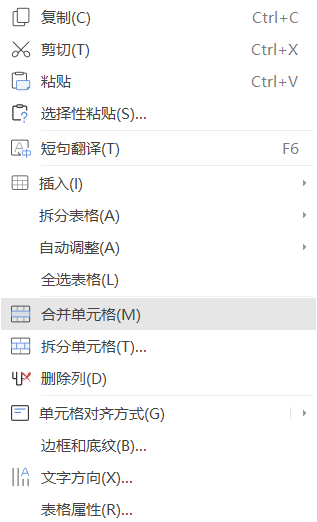 复制(C) Ctrl+C
剪切(T) Ctrl+X
粘贴 Ctrl+V
选择性粘贴(S)...
短句翻译(T) F6
插入(I)
拆分表格(A)
自动调整(A)
全选表格(L)
合并单元格(M)
拆分单元格(T)...
删除列(D)
单元格对齐方式(G)
边框和底纹(B)...
文字方向(X)...
表格属性(R)...